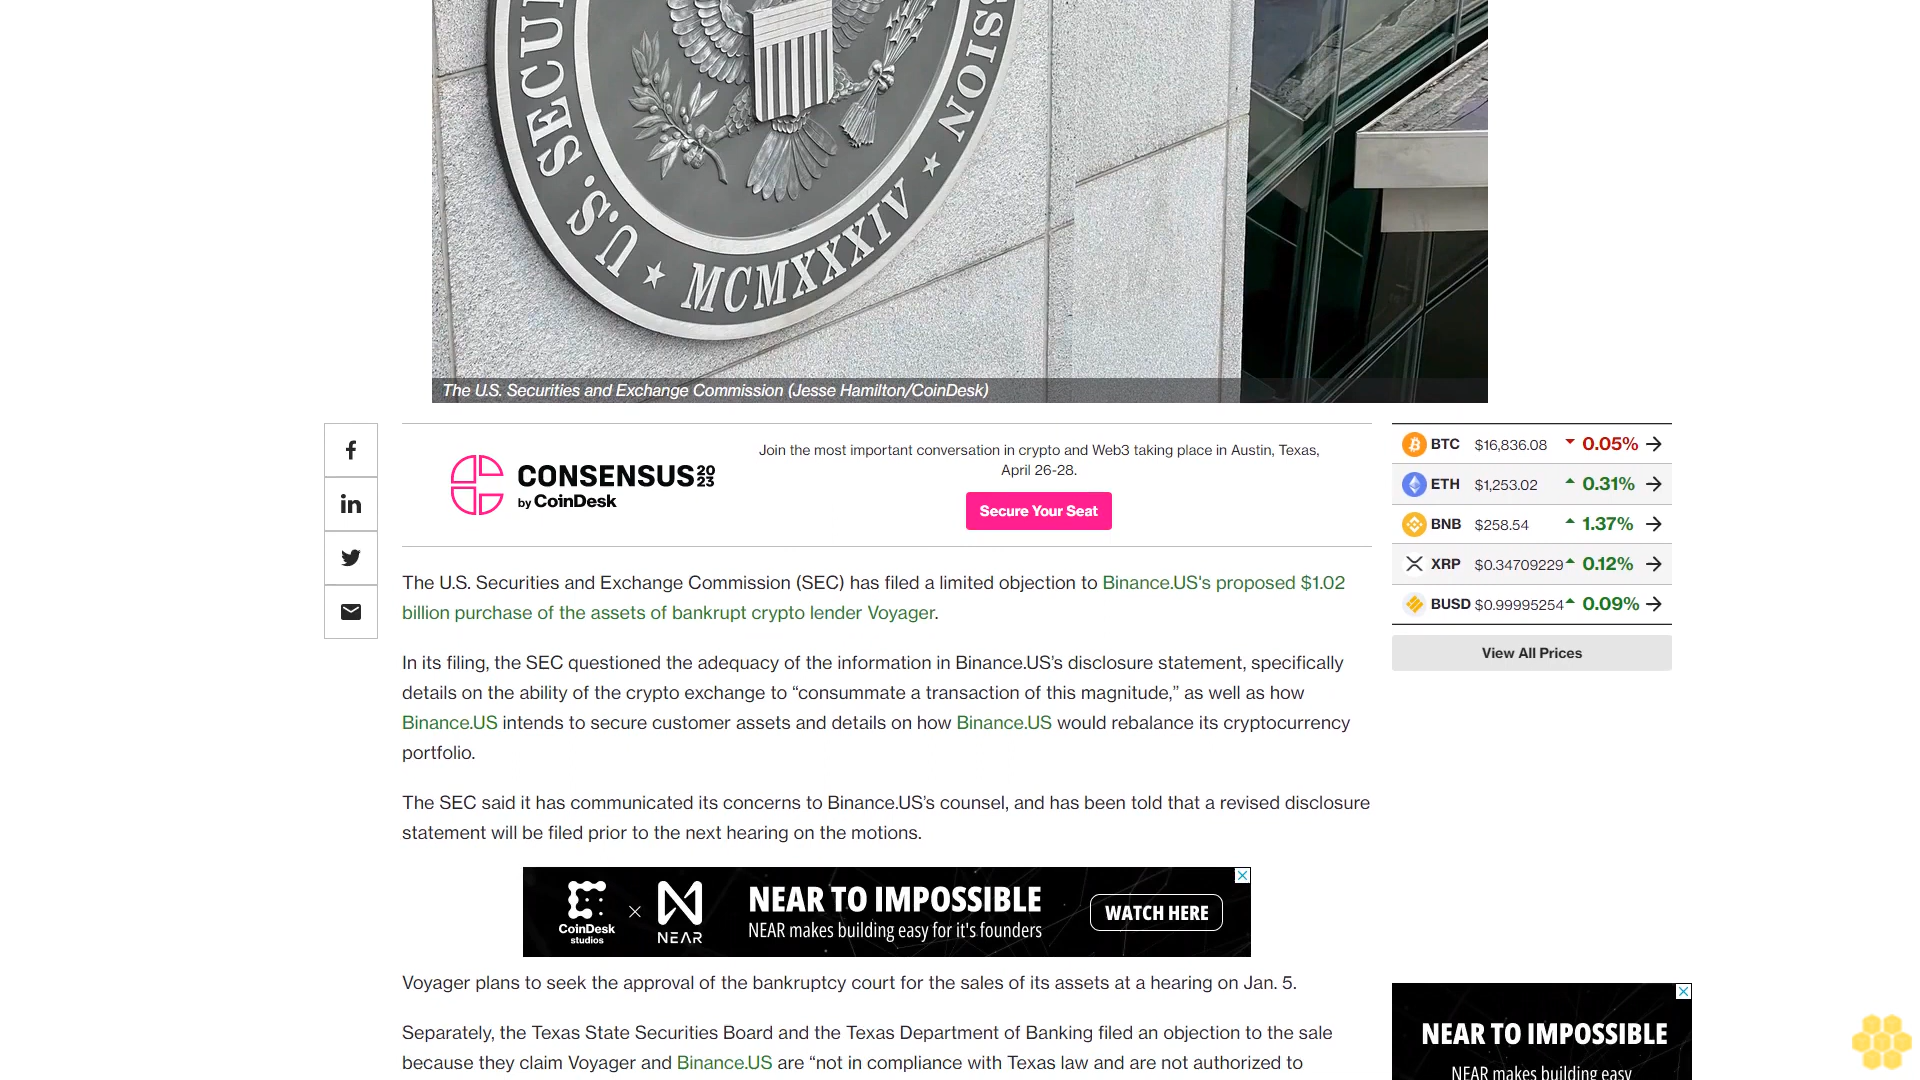 U.S. SECU
SSION
MCMXXXIV
The U.S. Securities and Exchange Commission (Jesse Hamilton/CoinDesk)
CONSENSUS 20 23
by CoinDesk
Join the most important conversation in crypto and Web3 taking place in Austin, Texas,
April 26-28.
Secure Your Seat
BTC $16,836.08 0.05%
ETH $1,253.02 0.31%
BNB $258.54 1.37%
XRP $0.34709229 0.12%
BUSD $0.99995254 0.09%
View All Prices
The U.S. Securities and Exchange Commission (SEC) has filed a limited objection to Binance.US's proposed $1.02
billion purchase of the assets of bankrupt crypto lender Voyager.
In its filing, the SEC questioned the adequacy of the information in Binance.US’s disclosure statement, specifically
details on the ability of the crypto exchange to “consummate a transaction of this magnitude,” as well as how
Binance.US intends to secure customer assets and details on how Binance.US would rebalance its cryptocurrency
portfolio.
The SEC said it has communicated its concerns to Binance.US’s counsel, and has been told that a revised disclosure
statement will be filed prior to the next hearing on the motions.
CoinDesk
studios
NEAR
NEAR TO IMPOSSIBLE
NEAR makes building easy for it's founders
WATCH HERE
Voyager plans to seek the approval of the bankruptcy court for the sales of its assets at a hearing on Jan. 5.
Separately, the Texas State Securities Board and the Texas Department of Banking filed an objection to the sale
because they claim Voyager and Binance.US are “not in compliance with Texas law and are not authorized to
NEAR TO IMPOSSIBLE
NEAR makes building easy